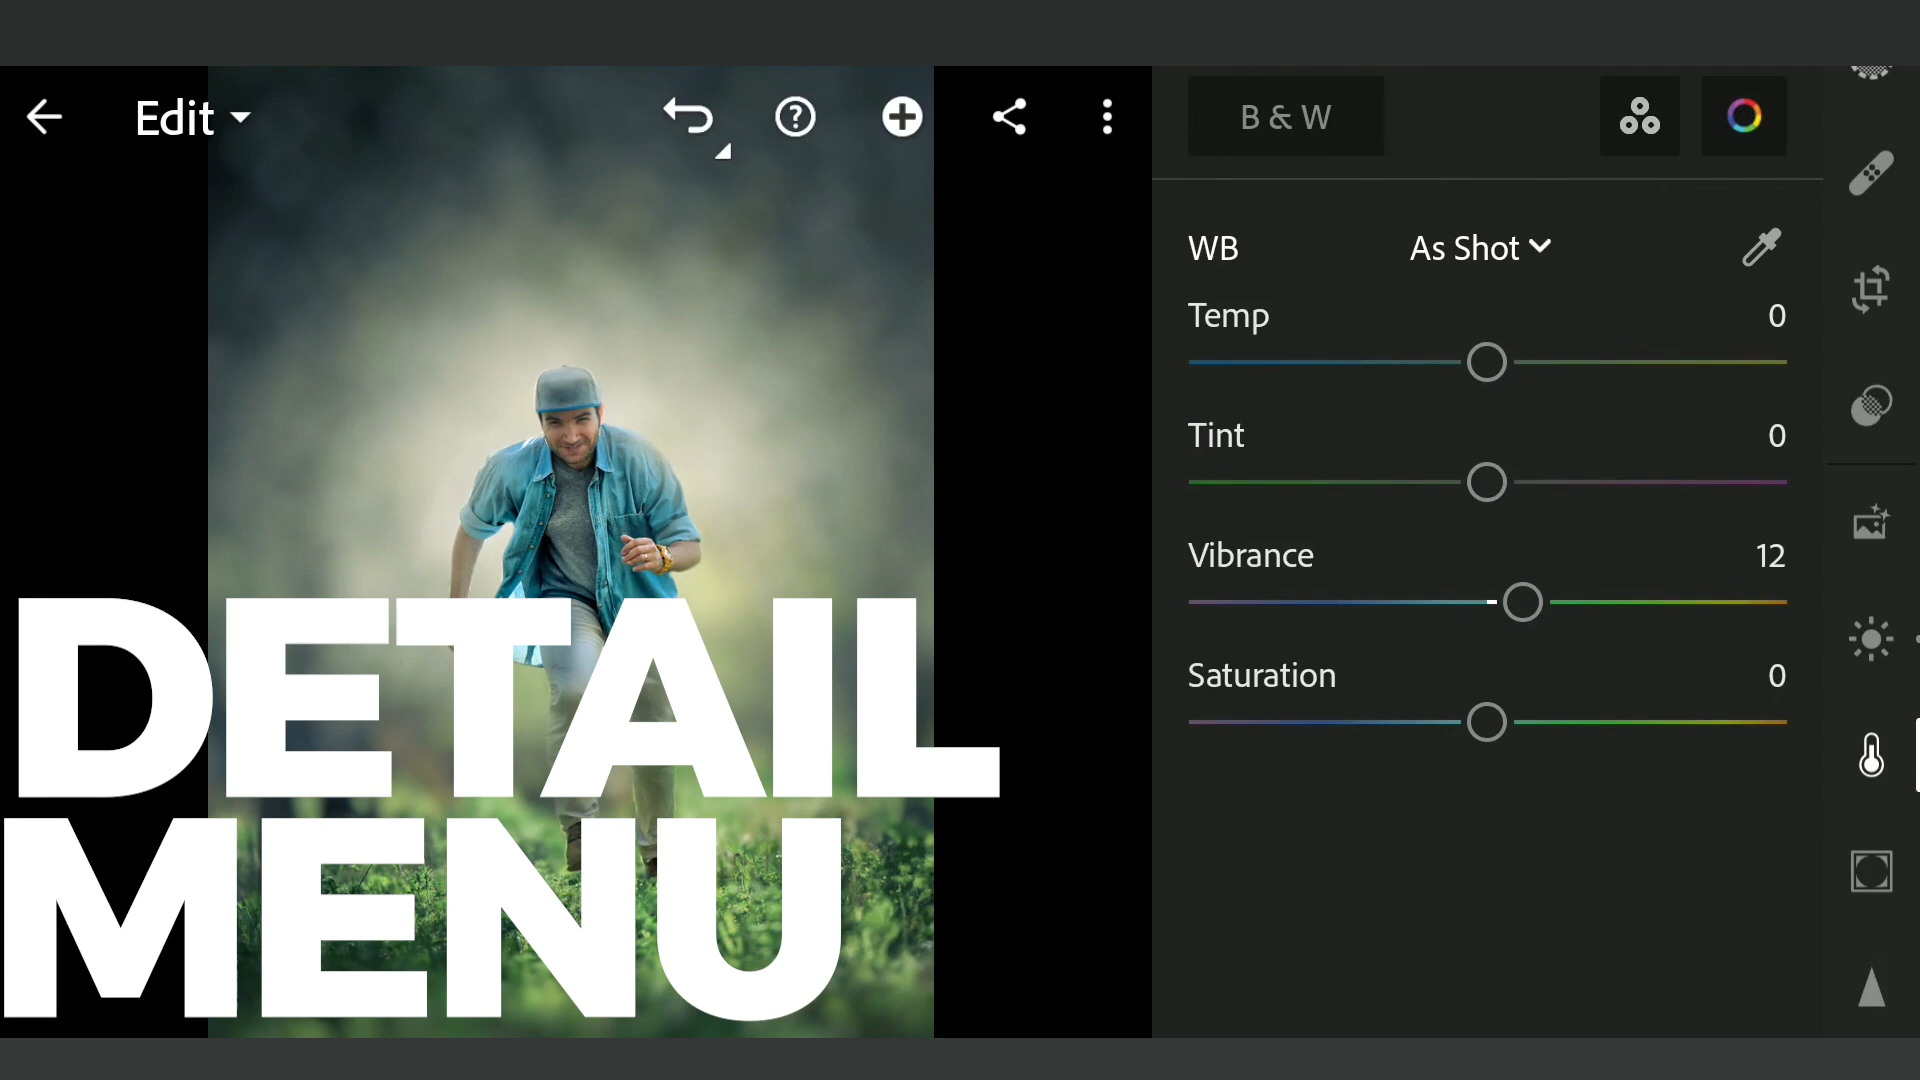 Edit
B & W
WB As Shot
Temp 0
Tint 0
Vibrance 12
Saturation 0
DETAIL
MENU